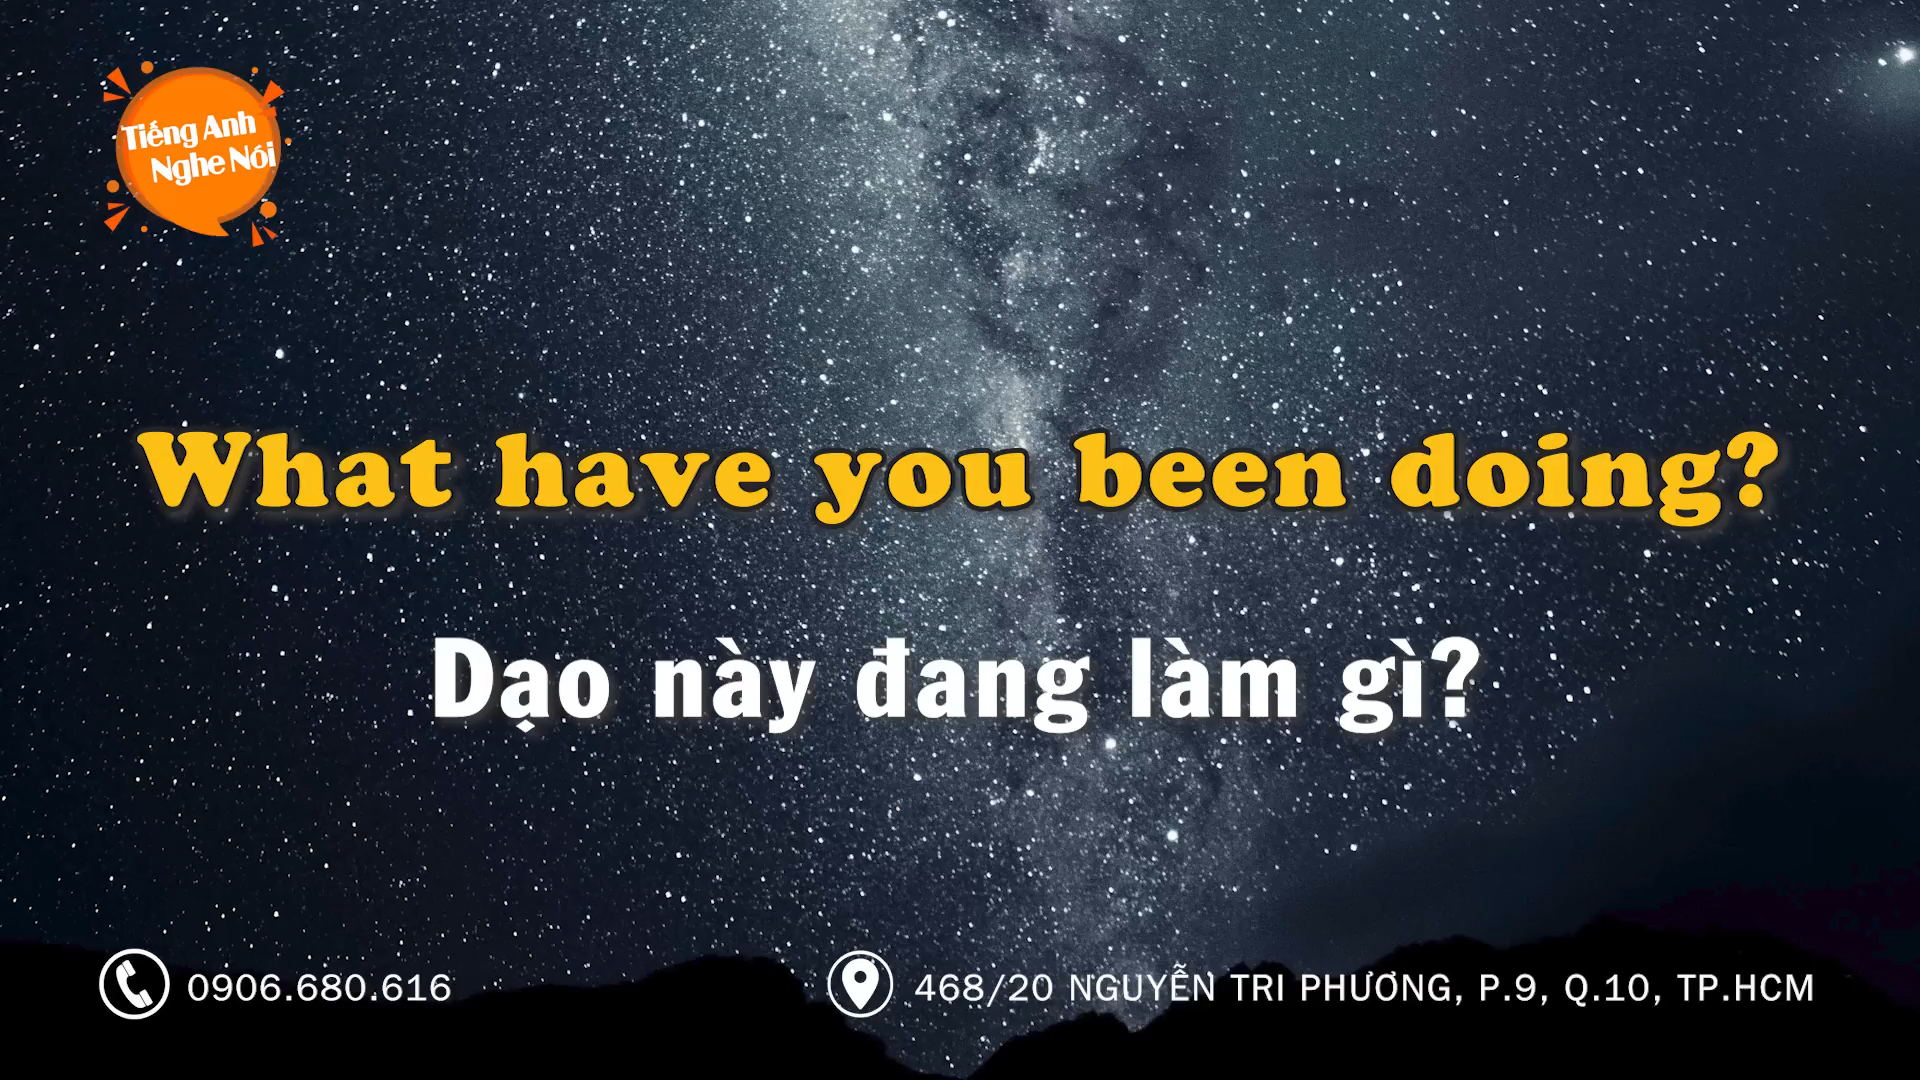 Tiếng Anh
Nghe Nói
What have you been doing?
Dạo này đang làm gì?
0906.680.616
468/20 NGUYỄN TRI PHƯƠNG, P.9, Q.10, TP.HCM